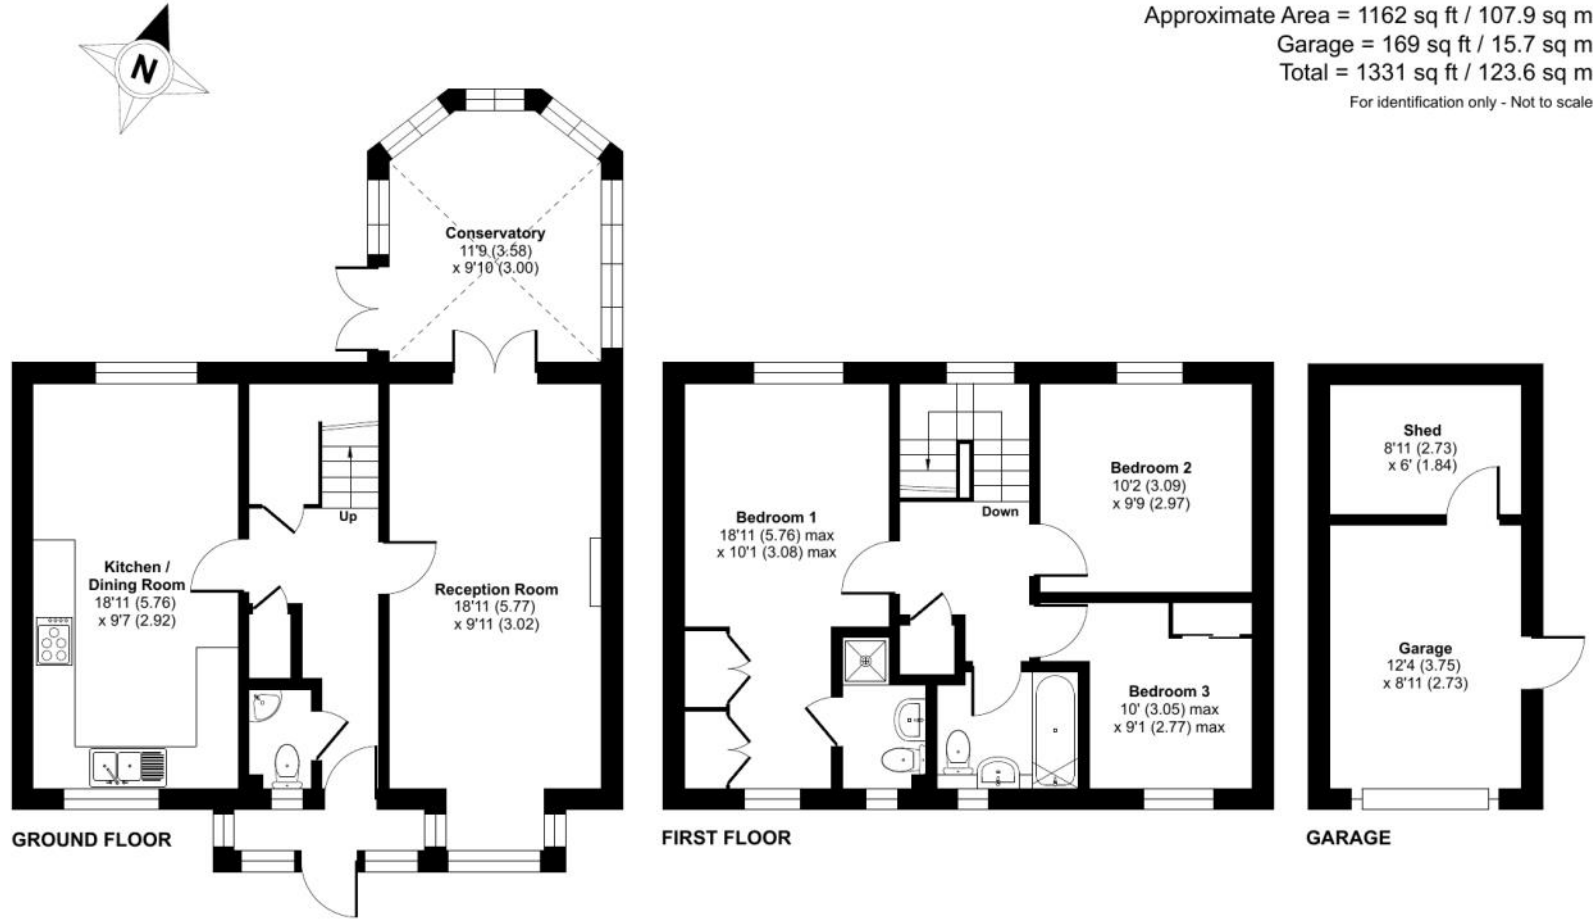 Approximate Area = 1162 sq ft / 107.9 sq m
Garage = 169 sq ft / 15.7 sq m
Total = 1331 sq ft / 123.6 sq m
For identification only - Not to scale
N
Conservatory
11'9 (3.58)
x 9'10 (3.00)
Up
Kitchen /
Dining Room
18'11 (5.76)
x 9'7 (2.92)
Reception Room
18'11 (5.77)
x 9'11 (3.02)
GROUND FLOOR
Bedroom 1
18'11 (5.76) max
x 10'1 (3.08) max
Down
Bedroom 2
10'2 (3.09)
x 9'9 (2.97)
Bedroom 3
10' (3.05) max
x 9'1 (2.77) max
FIRST FLOOR
Shed
8'11 (2.73)
x 6' (1.84)
Garage
12'4 (3.75)
x 8'11 (2.73)
GARAGE